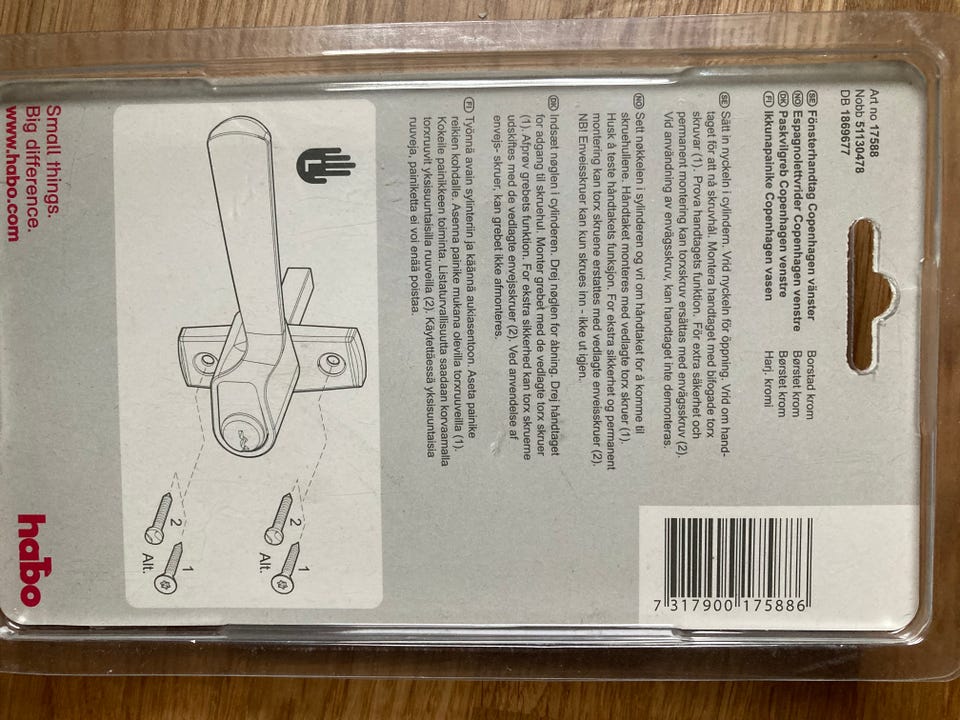 Art no 17588
Nobb 51130478
DB 1869677
SE Fönsterhandtag Copenhagen vänster Borstad krom
NO Espagnolettvrider Copenhagen venstre Børstet krom
DK Paskvilgreb Copenhagen venstre Børstet krom
FI Ikkunapainike Copenhagen vasen Harj. kromi
7 317900 175886
SE Sätt in nyckeln i cylindern. Vrid nyckeln för öppning. Vrid om hand-
taget för att nå skruvhål. Montera handtaget med bifogade torx
skruvar (1). Prova handtagets funktion. För extra säkerhet och
permanent montering kan torxskruv ersättas med envägsskruv (2).
Vid användning av envägsskruv, kan handtaget inte demonteras.
NO Sett nøkkelen i sylinderen og vri om håndtaket for å komme til
skruehullene. Håndtaket monteres med vedlagte torx skruer (1).
Husk å teste håndtakets funksjon. For ekstra sikkerhet og permanent
montering kan torx skruene erstattes med vedlagte enveisskruer (2).
NB! Enveisskruer kan kun skrues inn - ikke ut igjen.
DK Indsæt nøglen i cylinderen. Drej nøglen for åbning. Drej håndtaget
for adgang til skruehul. Monter grebet med de vedlagte torx skruer
(1). Afprøv grebets funktion. For ekstra sikkerhed kan torx skruerne
udskiftes med de vedlagte envejsskruer (2). Ved anvendelse af
envejs- skruer, kan grebet ikke afmonteres.
FI Työnnä avain sylinteriin ja käännä aukiasentoon. Aseta painike
reikien kohdalle. Asenna painike mukana olevilla torxruuveilla (1).
Kokeile painikkeen toiminta. Listaturvallisuutta saadaan korvaamalla
torxruuvit yksisuuntaisilla ruuveilla (2). Käytettäessä yksisuuntaisia
ruuveja, painiketta ei voi enää poistaa.
2 1
Alt.
2 1
Alt.
Small things.
Big difference.
www.habo.com
habo